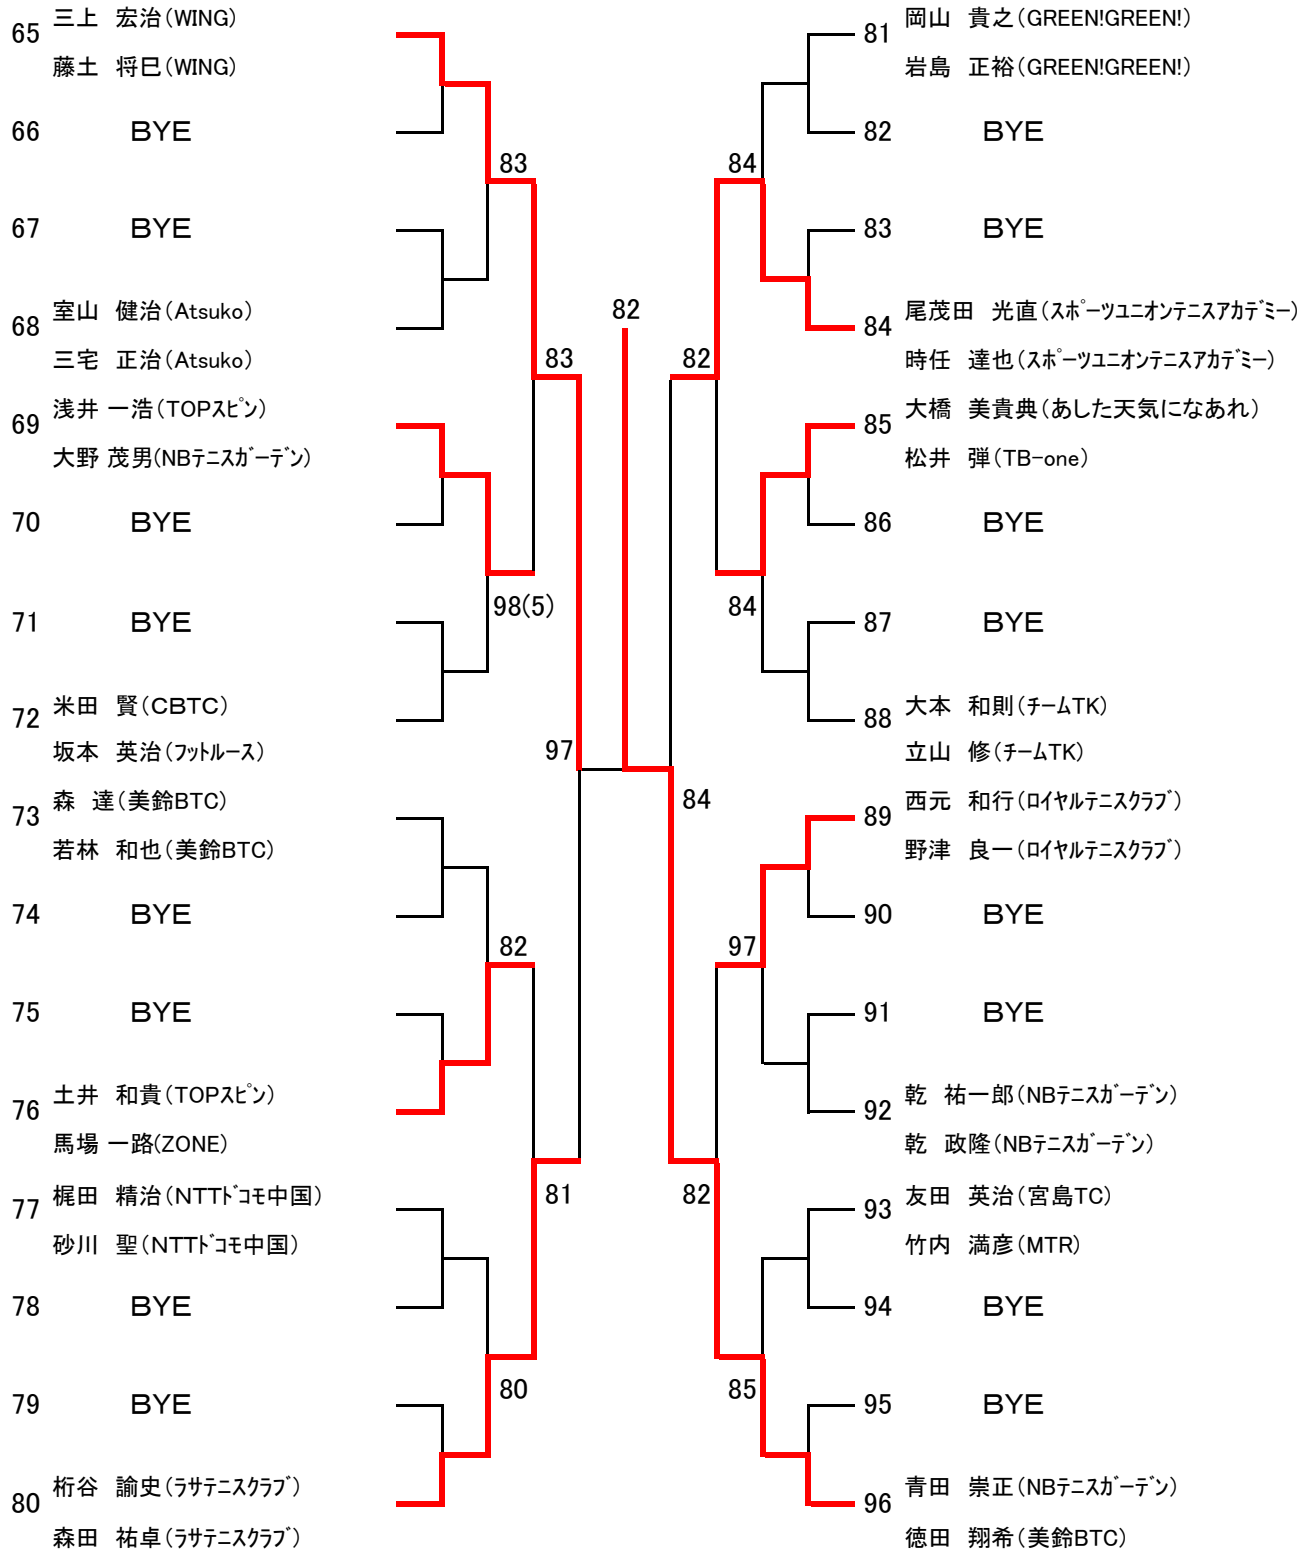 65 三上　宏治(WING)
藤土　将巳(WING)
66 BYE
83
67 BYE
68 室山　健治(Atsuko)
三宅　正治(Atsuko)
83
69 浅井 一浩(TOPｽﾋﾟﾝ)
大野 茂男(NBﾃﾆｽｶﾞｰﾃﾞﾝ)
70 BYE
98(5)
71 BYE
72 米田　賢(CBTC)
坂本　英治(ﾌｯﾄﾙｰｽ)
97
73 森　達(美鈴BTC)
若林　和也(美鈴BTC)
74 BYE
82
75 BYE
76 土井　和貴(TOPｽﾋﾟﾝ)
馬場 一路(ZONE)
81
77 梶田　精治(NTTﾄﾞｺﾓ中国)
砂川　聖(NTTﾄﾞｺﾓ中国)
78 BYE
80
79 BYE
80 桁谷　諭史(ﾗｻﾃﾆｽｸﾗﾌﾞ)
森田　祐卓(ﾗｻﾃﾆｽｸﾗﾌﾞ)
82
84
81 岡山　貴之(GREEN!GREEN!)
岩島　正裕(GREEN!GREEN!)
82 BYE
84
83 BYE
84 尾茂田　光直(ｽﾎﾟｰﾂﾕﾆｵﾝﾃﾆｽｱｶﾃﾞﾐｰ)
時任　達也(ｽﾎﾟｰﾂﾕﾆｵﾝﾃﾆｽｱｶﾃﾞﾐｰ)
82
85 大橋　美貴典(あした天気になあれ)
松井　弾(TB-one)
86 BYE
84
87 BYE
88 大本　和則(ﾁｰﾑTK)
立山　修(ﾁｰﾑTK)
89 西元　和行(ﾛｲﾔﾙﾃﾆｽｸﾗﾌﾞ)
野津　良一(ﾛｲﾔﾙﾃﾆｽｸﾗﾌﾞ)
90 BYE
97
91 BYE
92 乾　祐一郎(NBﾃﾆｽｶﾞｰﾃﾞﾝ)
乾　政隆(NBﾃﾆｽｶﾞｰﾃﾞﾝ)
82
93 友田　英治(宮島TC)
竹内　満彦(MTR)
94 BYE
85
95 BYE
96 青田　崇正(NBﾃﾆｽｶﾞｰﾃﾞﾝ)
徳田　翔希(美鈴BTC)